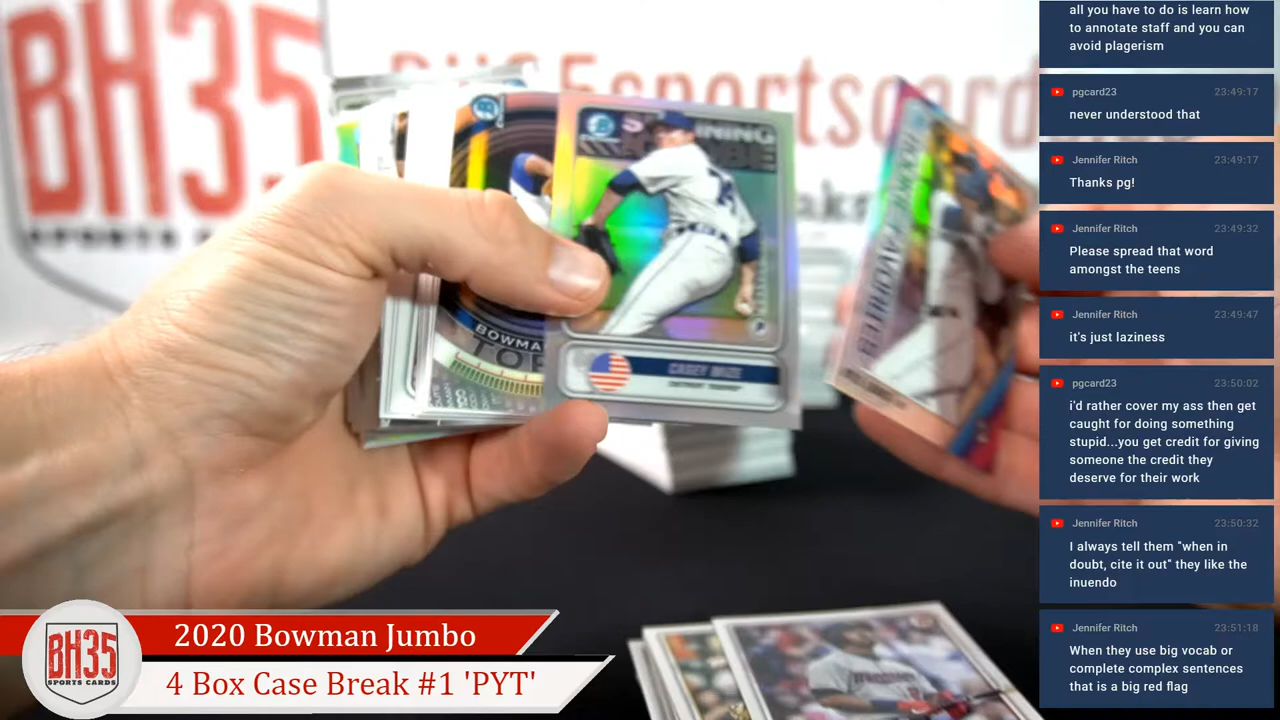 BH35
SPORTS CARDS
BOWMAN
TOP
CASEY MIZE
all you have to do is learn how
to annotate staff and you can
avoid plagerism
pgcard23 23:49:17
never understood that
Jennifer Ritch 23:49:17
Thanks pg!
Jennifer Ritch 23:49:32
Please spread that word
amongst the teens
Jennifer Ritch 23:49:47
it's just laziness
pgcard23 23:50:02
i'd rather cover my ass then get
caught for doing something
stupid...you get credit for giving
someone the credit they
deserve for their work
Jennifer Ritch 23:50:32
I always tell them "when in
doubt, cite it out" they like the
inuendo
Jennifer Ritch 23:51:18
When they use big vocab or
complete complex sentences
that is a big red flag
BH35
SPORTS CARDS
2020 Bowman Jumbo
4 Box Case Break #1 'PYT'